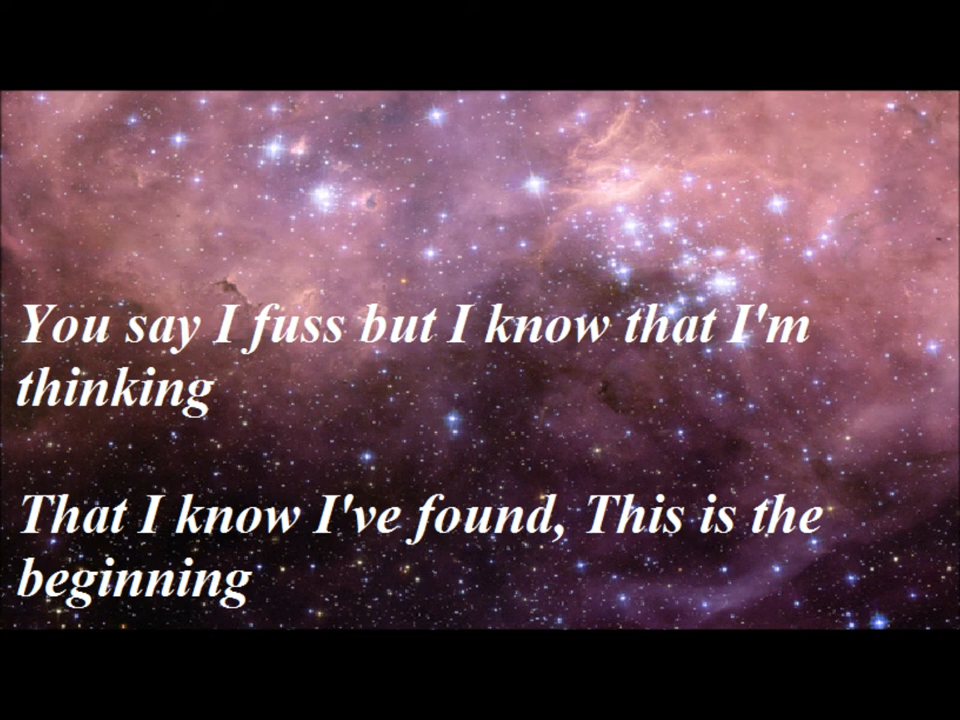 You say I fuss but I know that I'm
thinking
That I know I've found, This is the
beginning